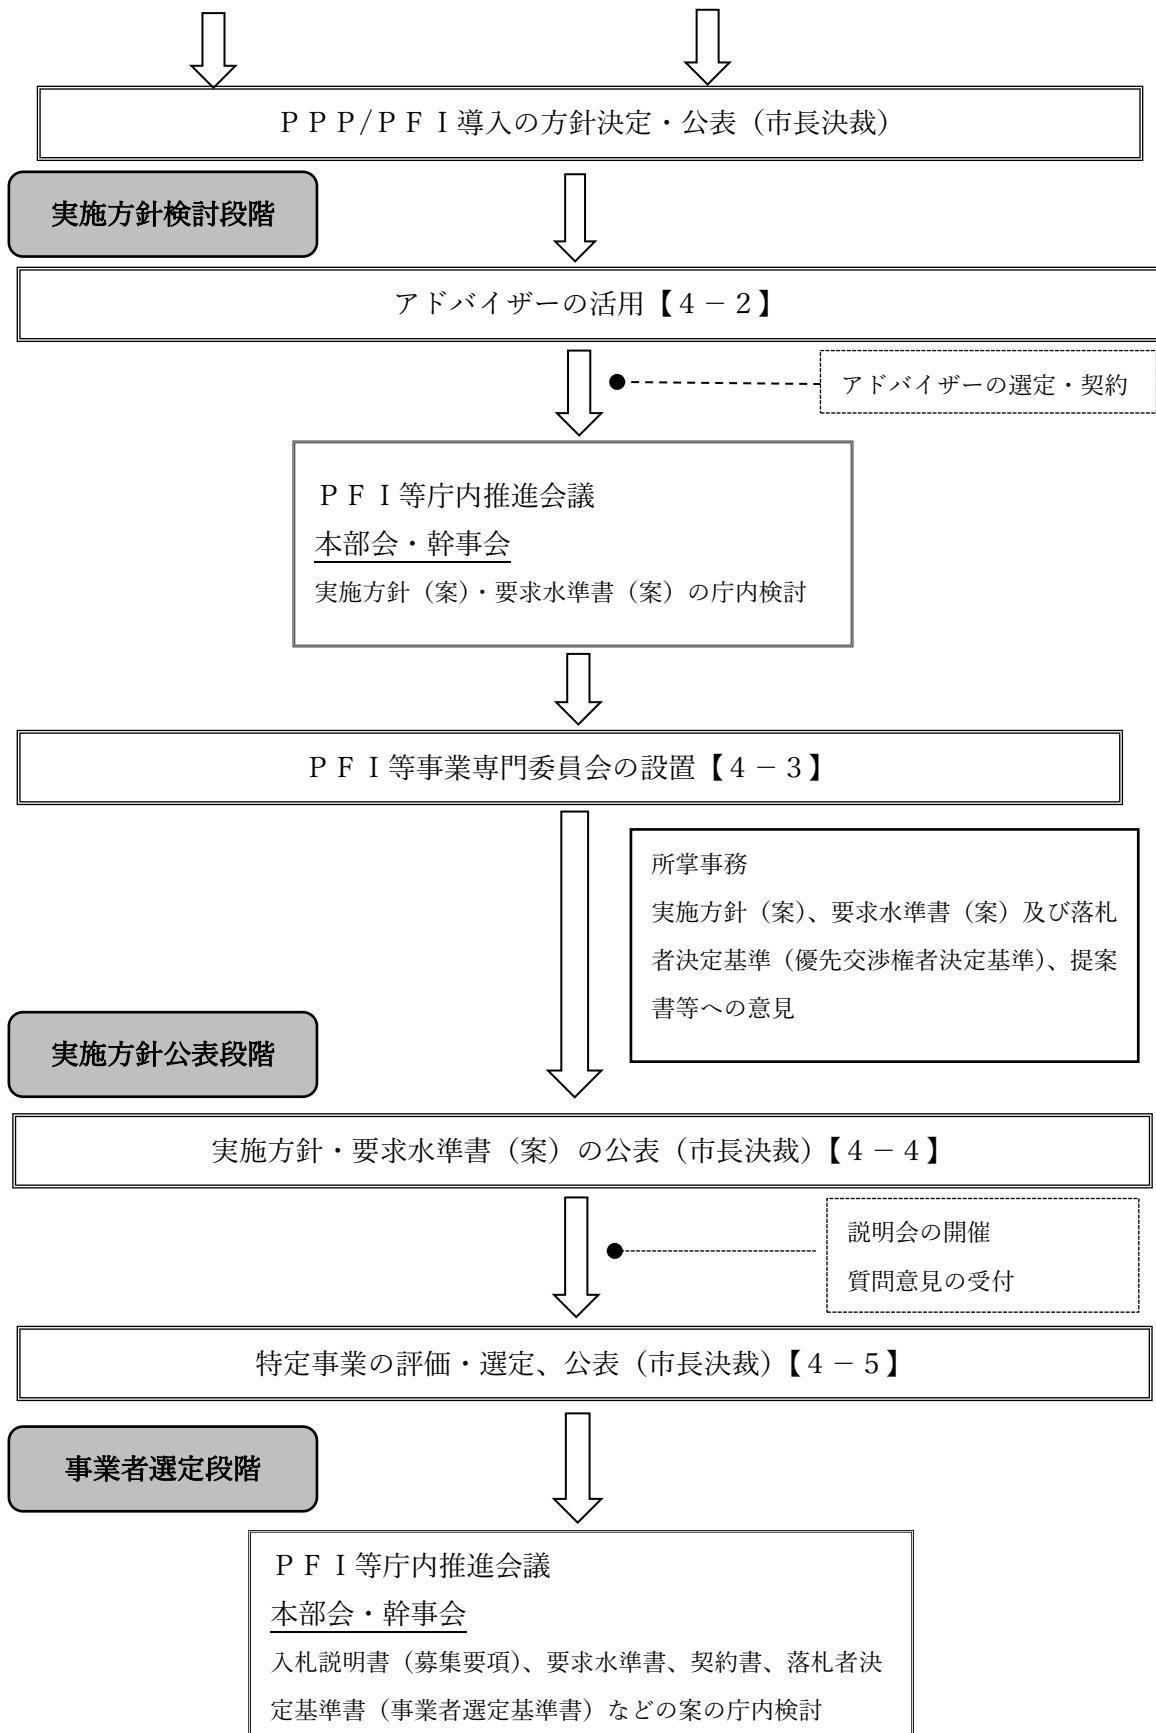 ＰＰＰ/ＰＦＩ導入の方針決定・公表（市長決裁）
実施方針検討段階
アドバイザーの活用【４－２】
アドバイザーの選定・契約
ＰＦＩ等庁内推進会議
本部会・幹事会
実施方針（案）・要求水準書（案）の庁内検討
ＰＦＩ等事業専門委員会の設置【４－３】
所掌事務
実施方針（案）、要求水準書（案）及び落札
者決定基準（優先交渉権者決定基準）、提案
書等への意見
実施方針公表段階
実施方針・要求水準書（案）の公表（市長決裁）【４－４】
説明会の開催
質問意見の受付
特定事業の評価・選定、公表（市長決裁）【４－５】
事業者選定段階
ＰＦＩ等庁内推進会議
本部会・幹事会
入札説明書（募集要項）、要求水準書、契約書、落札者決
定基準書（事業者選定基準書）などの案の庁内検討